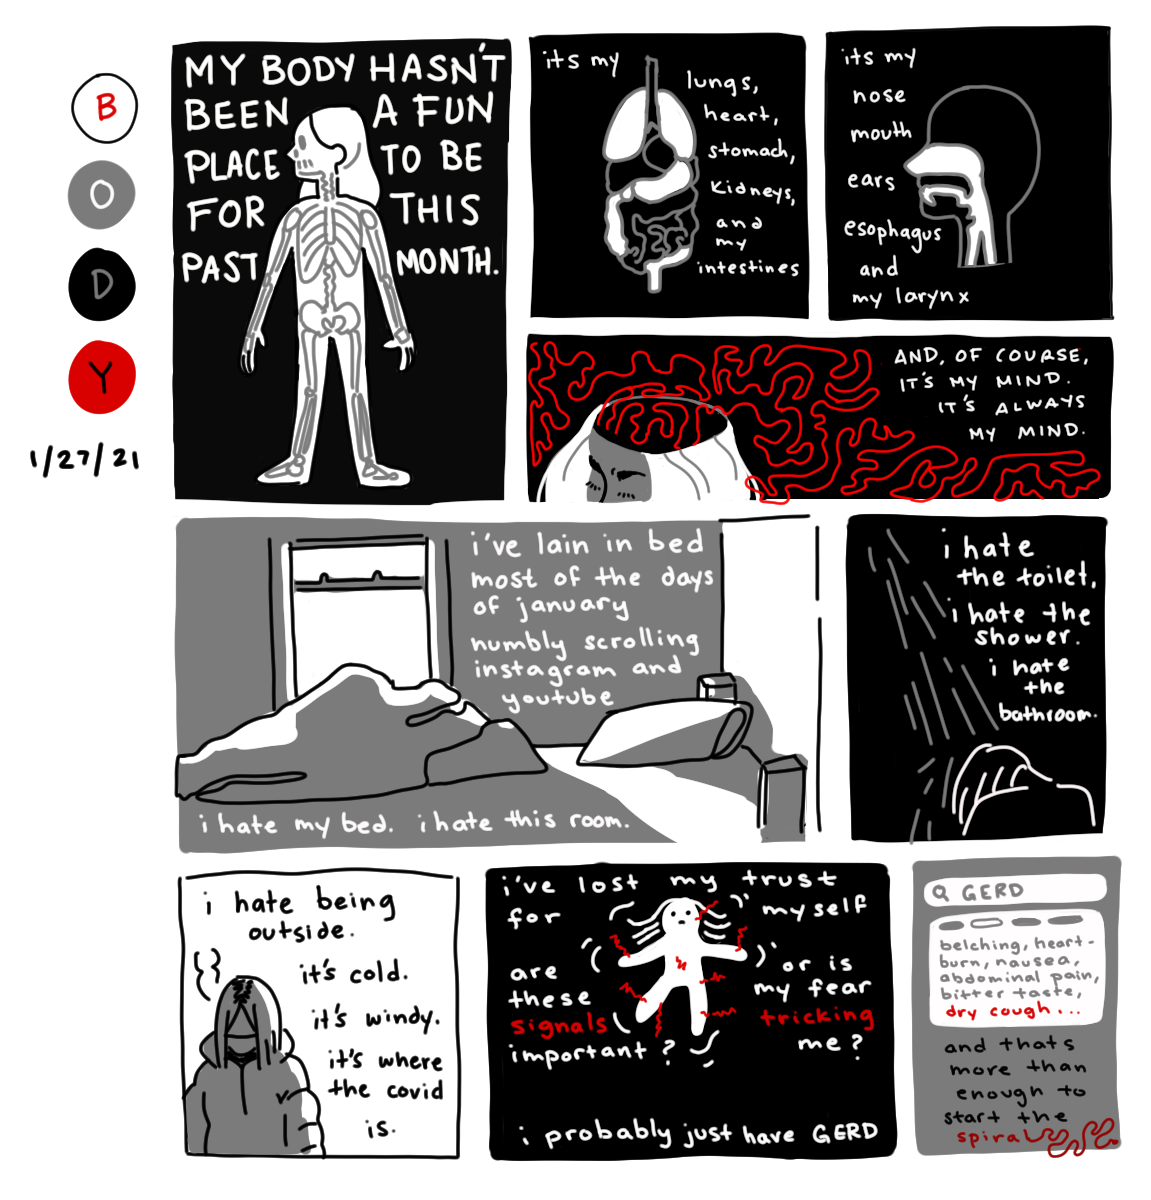 B
O
D
Y
1/27/21
MY BODY HASN'T
BEEN A FUN
PLACE TO BE
FOR THIS
PAST MONTH.
its my
lungs,
heart,
stomach,
kidneys,
and
my
intestines
its my
nose
mouth
ears
esophagus
and
my larynx
AND, OF COURSE,
IT'S MY MIND.
IT'S ALWAYS
MY MIND.
i've lain in bed
most of the days
of january
numbly scrolling
instagram and
youtube
i hate my bed. i hate this room.
i hate
the toilet.
i hate the
shower.
i hate
the
bathroom.
i hate being
outside.
it's cold.
it's windy.
it's where
the covid
is.
i've lost my trust
for myself
are
these
signals
important?
or is
my fear
tricking
me?
i probably just have GERD
GERD
belching, heart-
burn, nausea,
abdominal pain,
bitter taste,
dry cough...
and thats
more than
enough to
start the
spiral